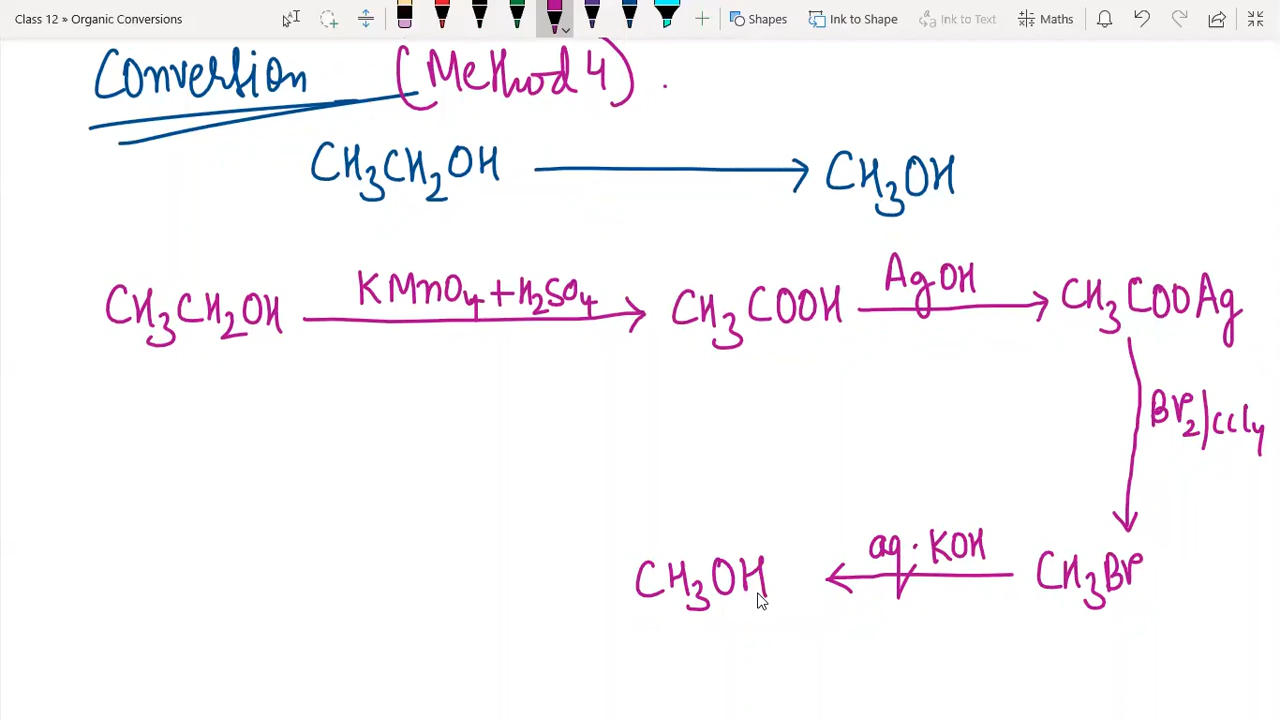 Class 12 » Organic Conversions
Shapes
Ink to Shape
Ink to Text
Maths
Conversion (Method 4).
CH₃CH₂OH ⟶ CH₃OH
CH₃CH₂OH KMnO₄+H₂SO₄ ⟶ CH₃COOH AgOH ⟶ CH₃COOAg
Br₂/CCl₄
CH₃OH ⟵ aq. KOH CH₃Br